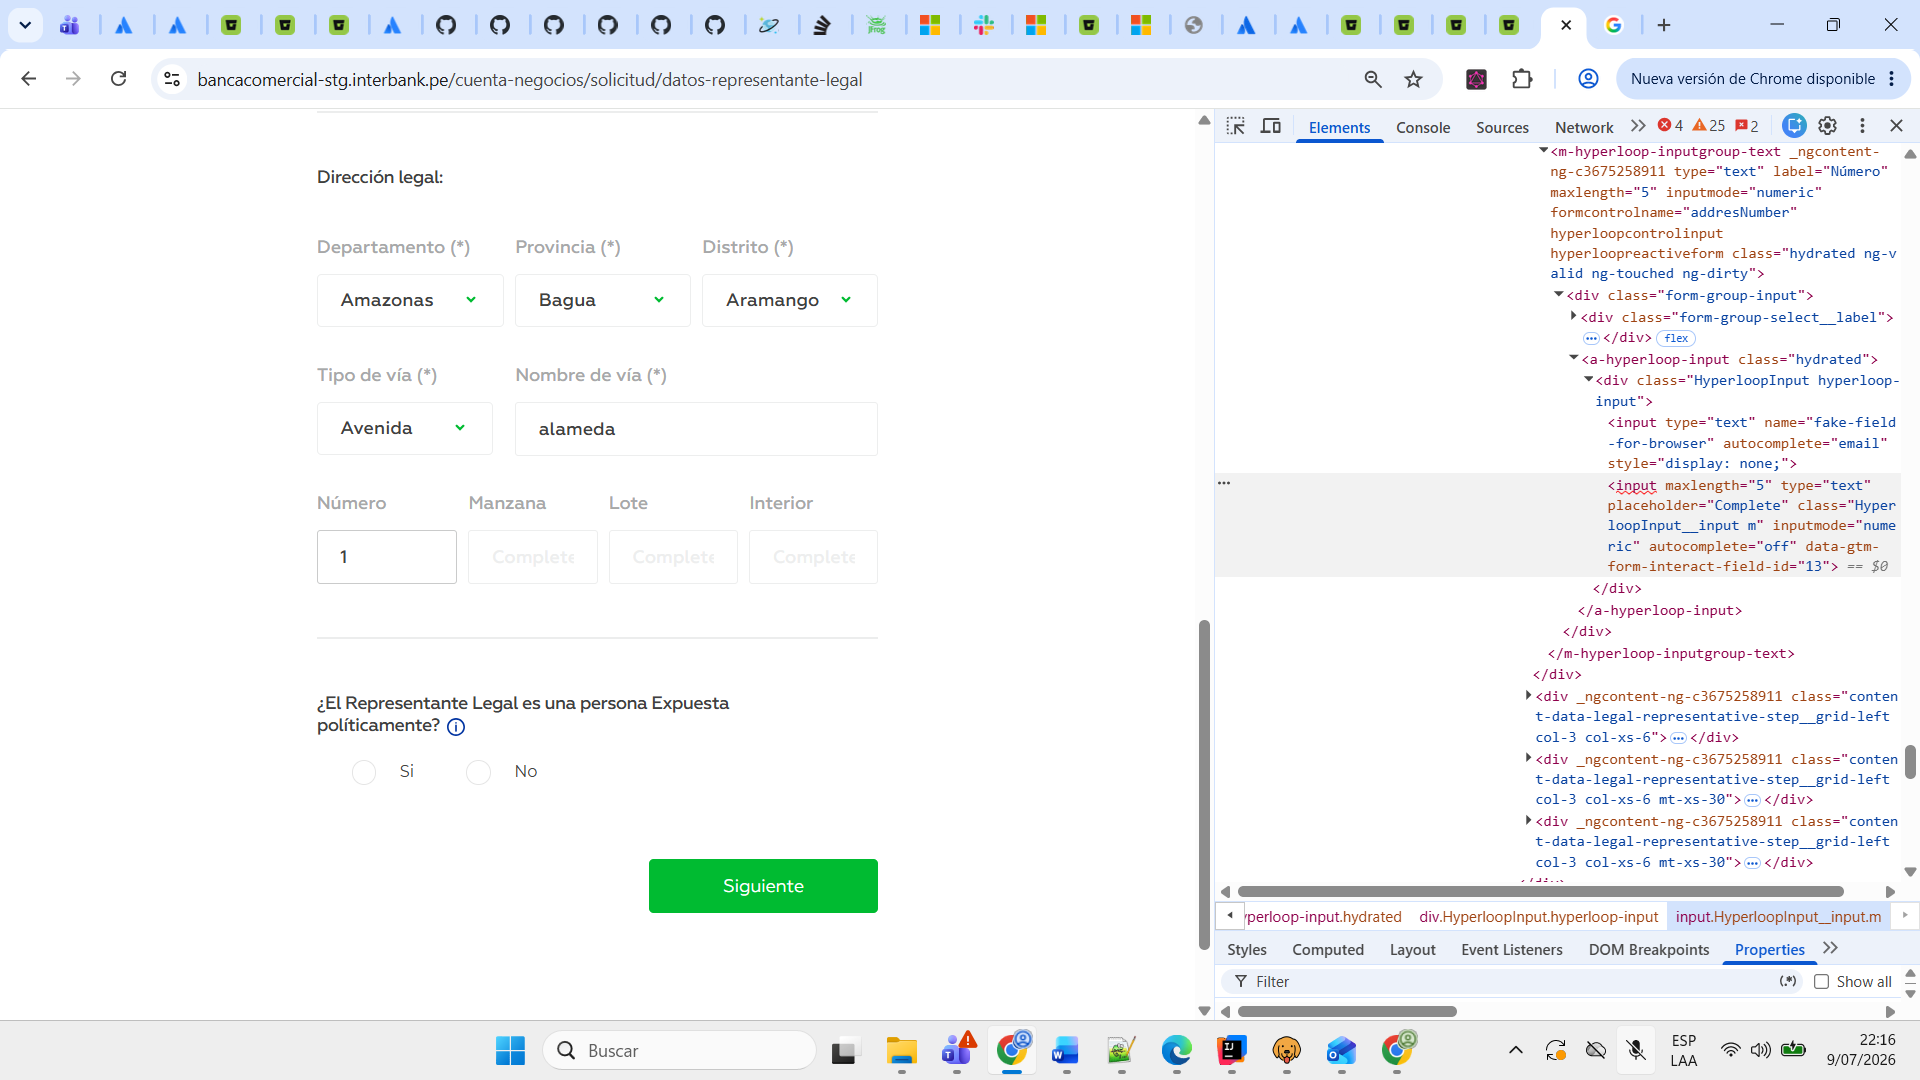 bancacomercial-stg.interbank.pe/cuenta-negocios/solicitud/datos-representante-legal
Nueva versión de Chrome disponible
Dirección legal:
Departamento (*) Provincia (*) Distrito (*)
Amazonas Bagua Aramango
Tipo de vía (*) Nombre de vía (*)
Avenida alameda
Número Manzana Lote Interior
1 Complete Complete Complete
¿El Representante Legal es una persona Expuesta
políticamente?
Si No
Siguiente
Elements Console Sources Network 4 25 2
<m-hyperloop-inputgroup-text _ngcontent-
ng-c3675258911 type="text" label="Número"
maxlength="5" inputmode="numeric"
formcontrolname="addresNumber"
hyperloopcontrolinput
hyperloopreactiveform class="hydrated ng-v
alid ng-touched ng-dirty">
<div class="form-group-input">
<div class="form-group-select__label">
</div> flex
<a-hyperloop-input class="hydrated">
<div class="HyperloopInput hyperloop-
input">
<input type="text" name="fake-field
-for-browser" autocomplete="email"
style="display: none;">
<input maxlength="5" type="text"
placeholder="Complete" class="Hyper
loopInput__input m" inputmode="nume
ric" autocomplete="off" data-gtm-
form-interact-field-id="13"> == $0
</div>
</a-hyperloop-input>
</div>
</m-hyperloop-inputgroup-text>
</div>
<div _ngcontent-ng-c3675258911 class="conten
t-data-legal-representative-step__grid-left
col-3 col-xs-6"> </div>
<div _ngcontent-ng-c3675258911 class="conten
t-data-legal-representative-step__grid-left
col-3 col-xs-6 mt-xs-30"> </div>
<div _ngcontent-ng-c3675258911 class="conten
t-data-legal-representative-step__grid-left
col-3 col-xs-6 mt-xs-30"> </div>
yperloop-input.hydrated div.HyperloopInput.hyperloop-input input.HyperloopInput__input.m
Styles Computed Layout Event Listeners DOM Breakpoints Properties
Filter (.*) Show all
Buscar
ESP
LAA
22:16
9/07/2026